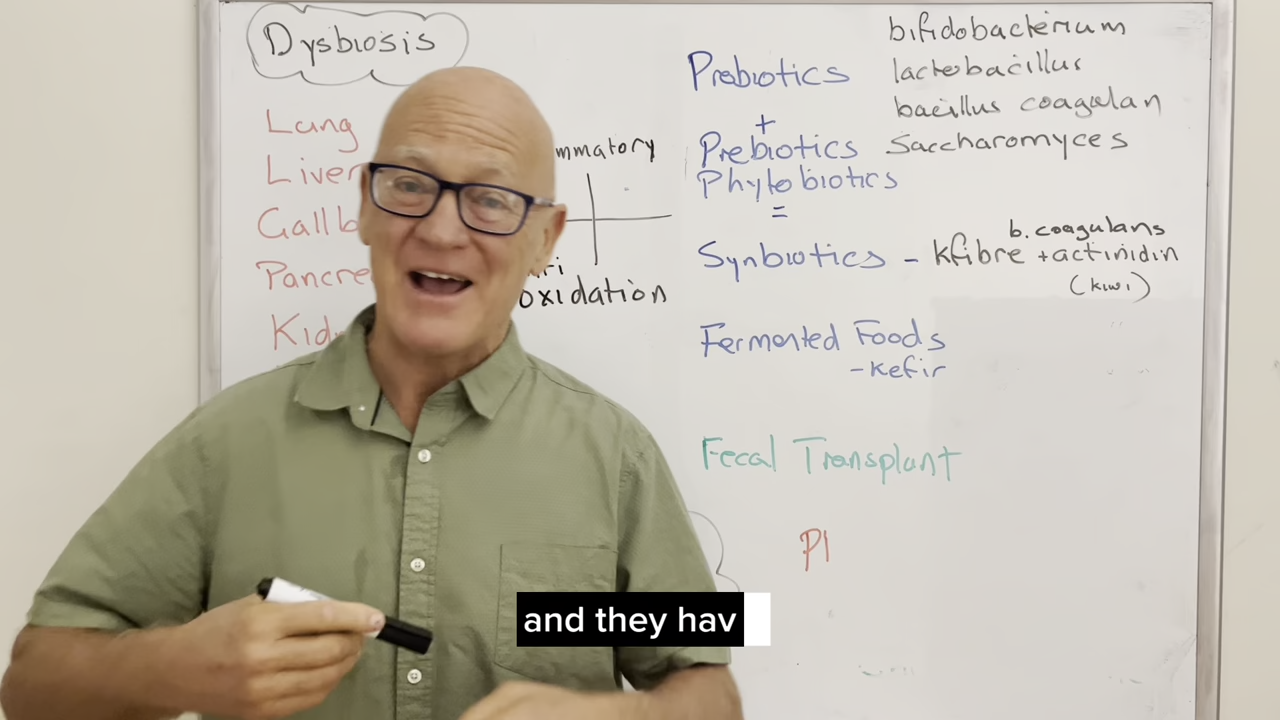 Dysbiosis
Lung
Liver
Gallb
Pancre
Kid
mmatory
oxidation
Probiotics
+
Prebiotics
Phytobiotics
=
Synbiotics - kfibre + actinidin
b. coagulans
(kiwi)
bifidobacterium
lactobacillus
bacillus coagulan
Saccharomyces
Fermented Foods
- kefir
Fecal Transplant
Pl
and they hav